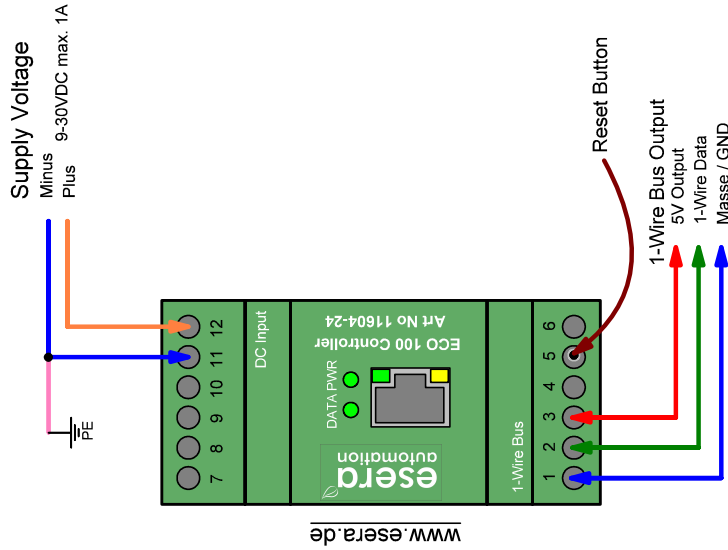 Supply Voltage
Minus
9-30VDC max. 1A
Plus
PE
12
11
10
9
8
7
DC Input
ECO 100 Controller
Art No 11604-24
DATA PWR
esera
automation
1-Wire Bus
6
5
4
3
2
1
Reset Button
1-Wire Bus Output
5V Output
1-Wire Data
Masse / GND
www.esera.de